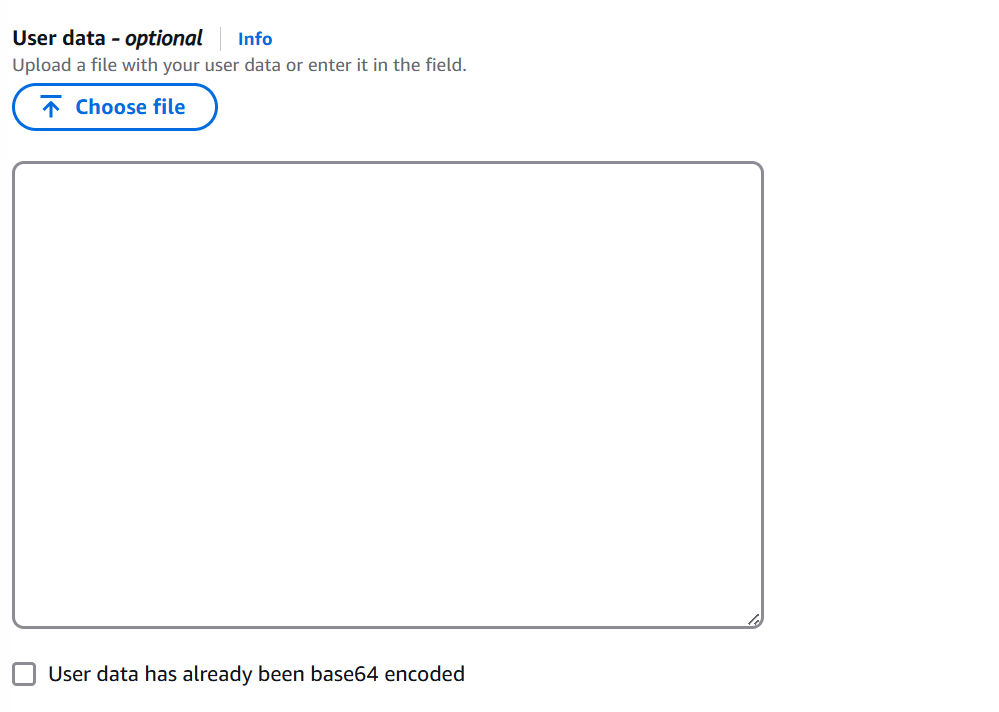 User data - optional Info
Upload a file with your user data or enter it in the field.
Choose file
User data has already been base64 encoded